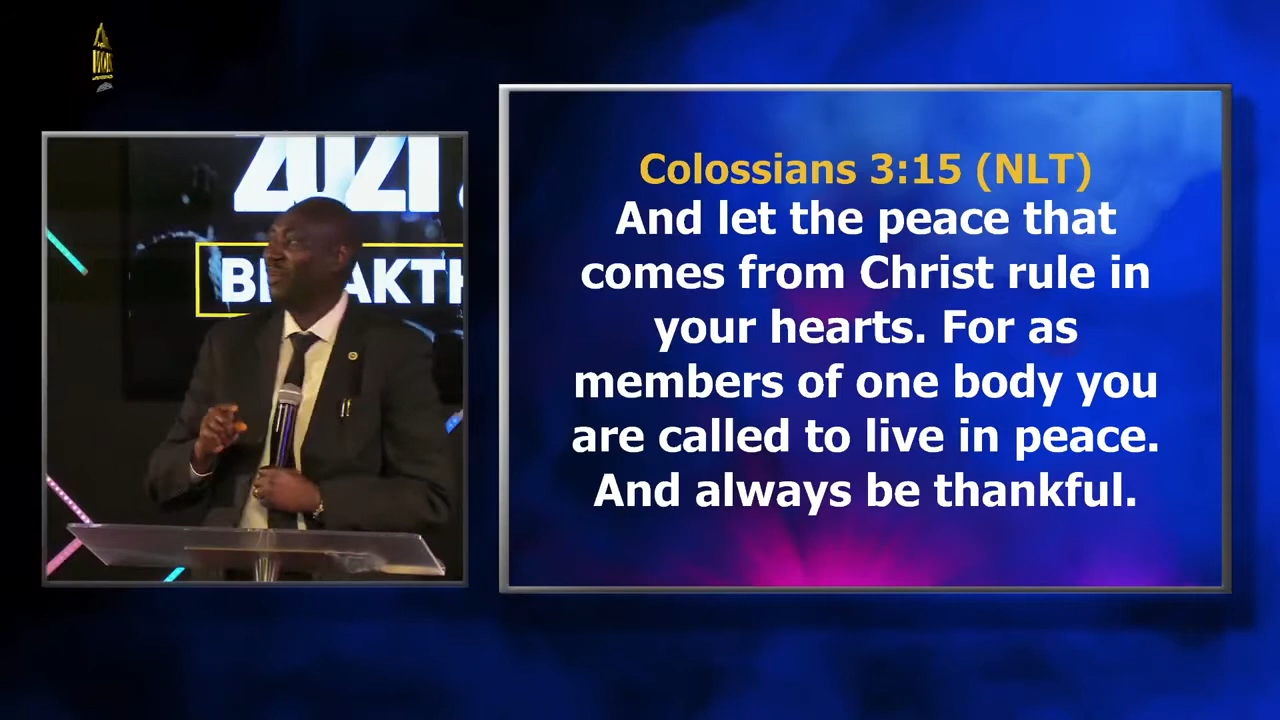 2021
Colossians 3:15 (NLT)
And let the peace that
comes from Christ rule in
your hearts. For as
members of one body you
are called to live in peace.
And always be thankful.